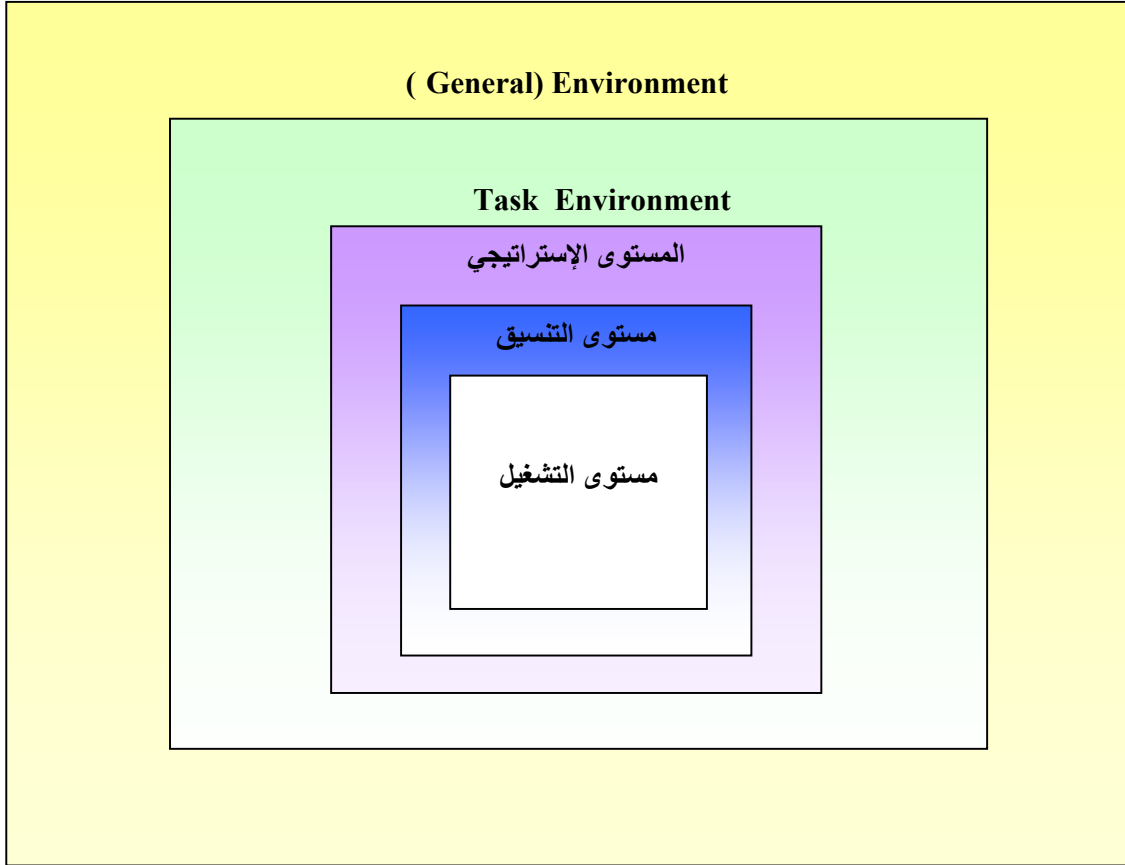 ( General) Environment
Task Environment
المستوى الإستراتيجي
مستوى التنسيق
مستوى التشغيل